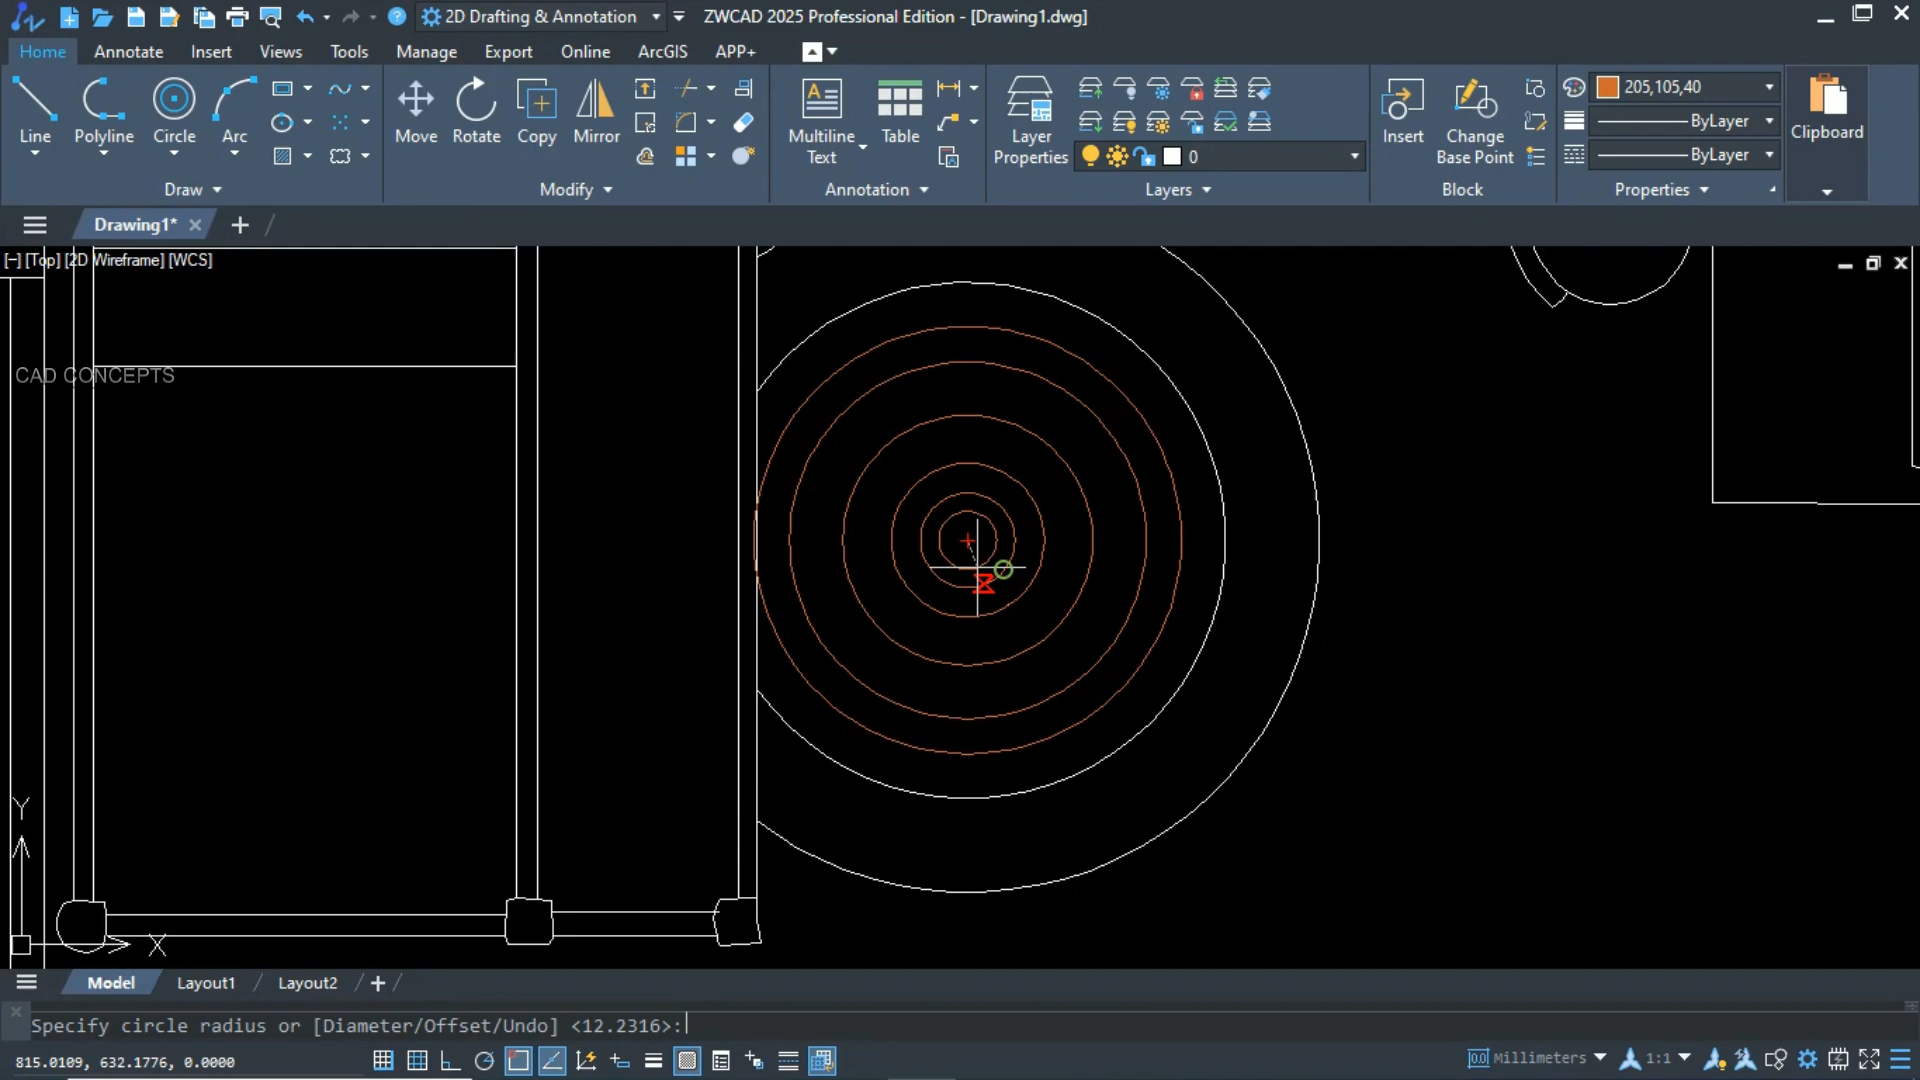 2D Drafting & Annotation
ZWCAD 2025 Professional Edition - [Drawing1.dwg]
Home Annotate Insert Views Tools Manage Export Online ArcGIS APP+
Line Polyline Circle Arc
Draw
Move Rotate Copy Mirror
Modify
Multiline Text Table
Annotation
Layer Properties
0
Layers
Insert Change Base Point
Block
205,105,40
ByLayer
ByLayer
Properties
Clipboard
Drawing1*
[−] [Top] [2D Wireframe] [WCS]
CAD CONCEPTS
Y
X
Model Layout1 Layout2
Specify circle radius or [Diameter/Offset/Undo] <12.2316>:
815.0109, 632.1776, 0.0000
Millimeters 1:1